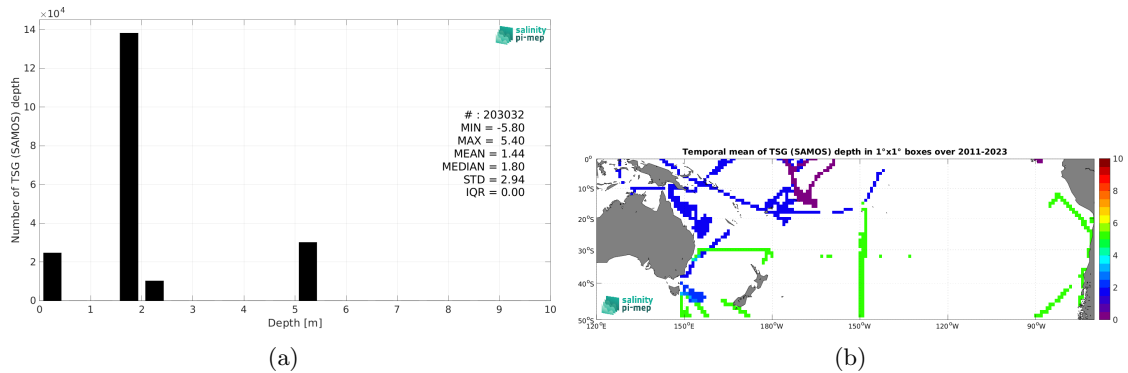 ×10⁴
14
12
10
8
6
4
2
0
Number of TSG (SAMOS) depth
salinity
pi-mep
# : 203032
MIN = -5.80
MAX = 5.40
MEAN = 1.44
MEDIAN = 1.80
STD = 2.94
IQR = 0.00
0 1 2 3 4 5 6 7 8 9 10
Depth [m]
(a)
Temporal mean of TSG (SAMOS) depth in 1°x1° boxes over 2011-2023
0°
10°S
20°S
30°S
40°S
50°S
salinity
pi-mep
120°E 150°E 180°W 150°W 120°W 90°W
10
8
6
4
2
0
(b)